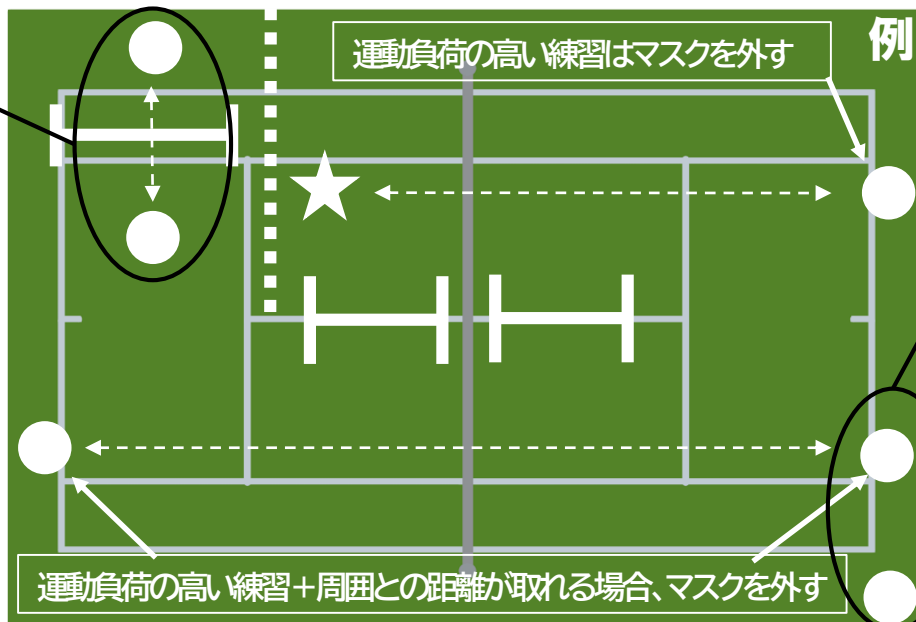 例
運動負荷の高い練習はマスクを外す
運動負荷の高い練習＋周囲との距離が取れる場合、マスクを外す